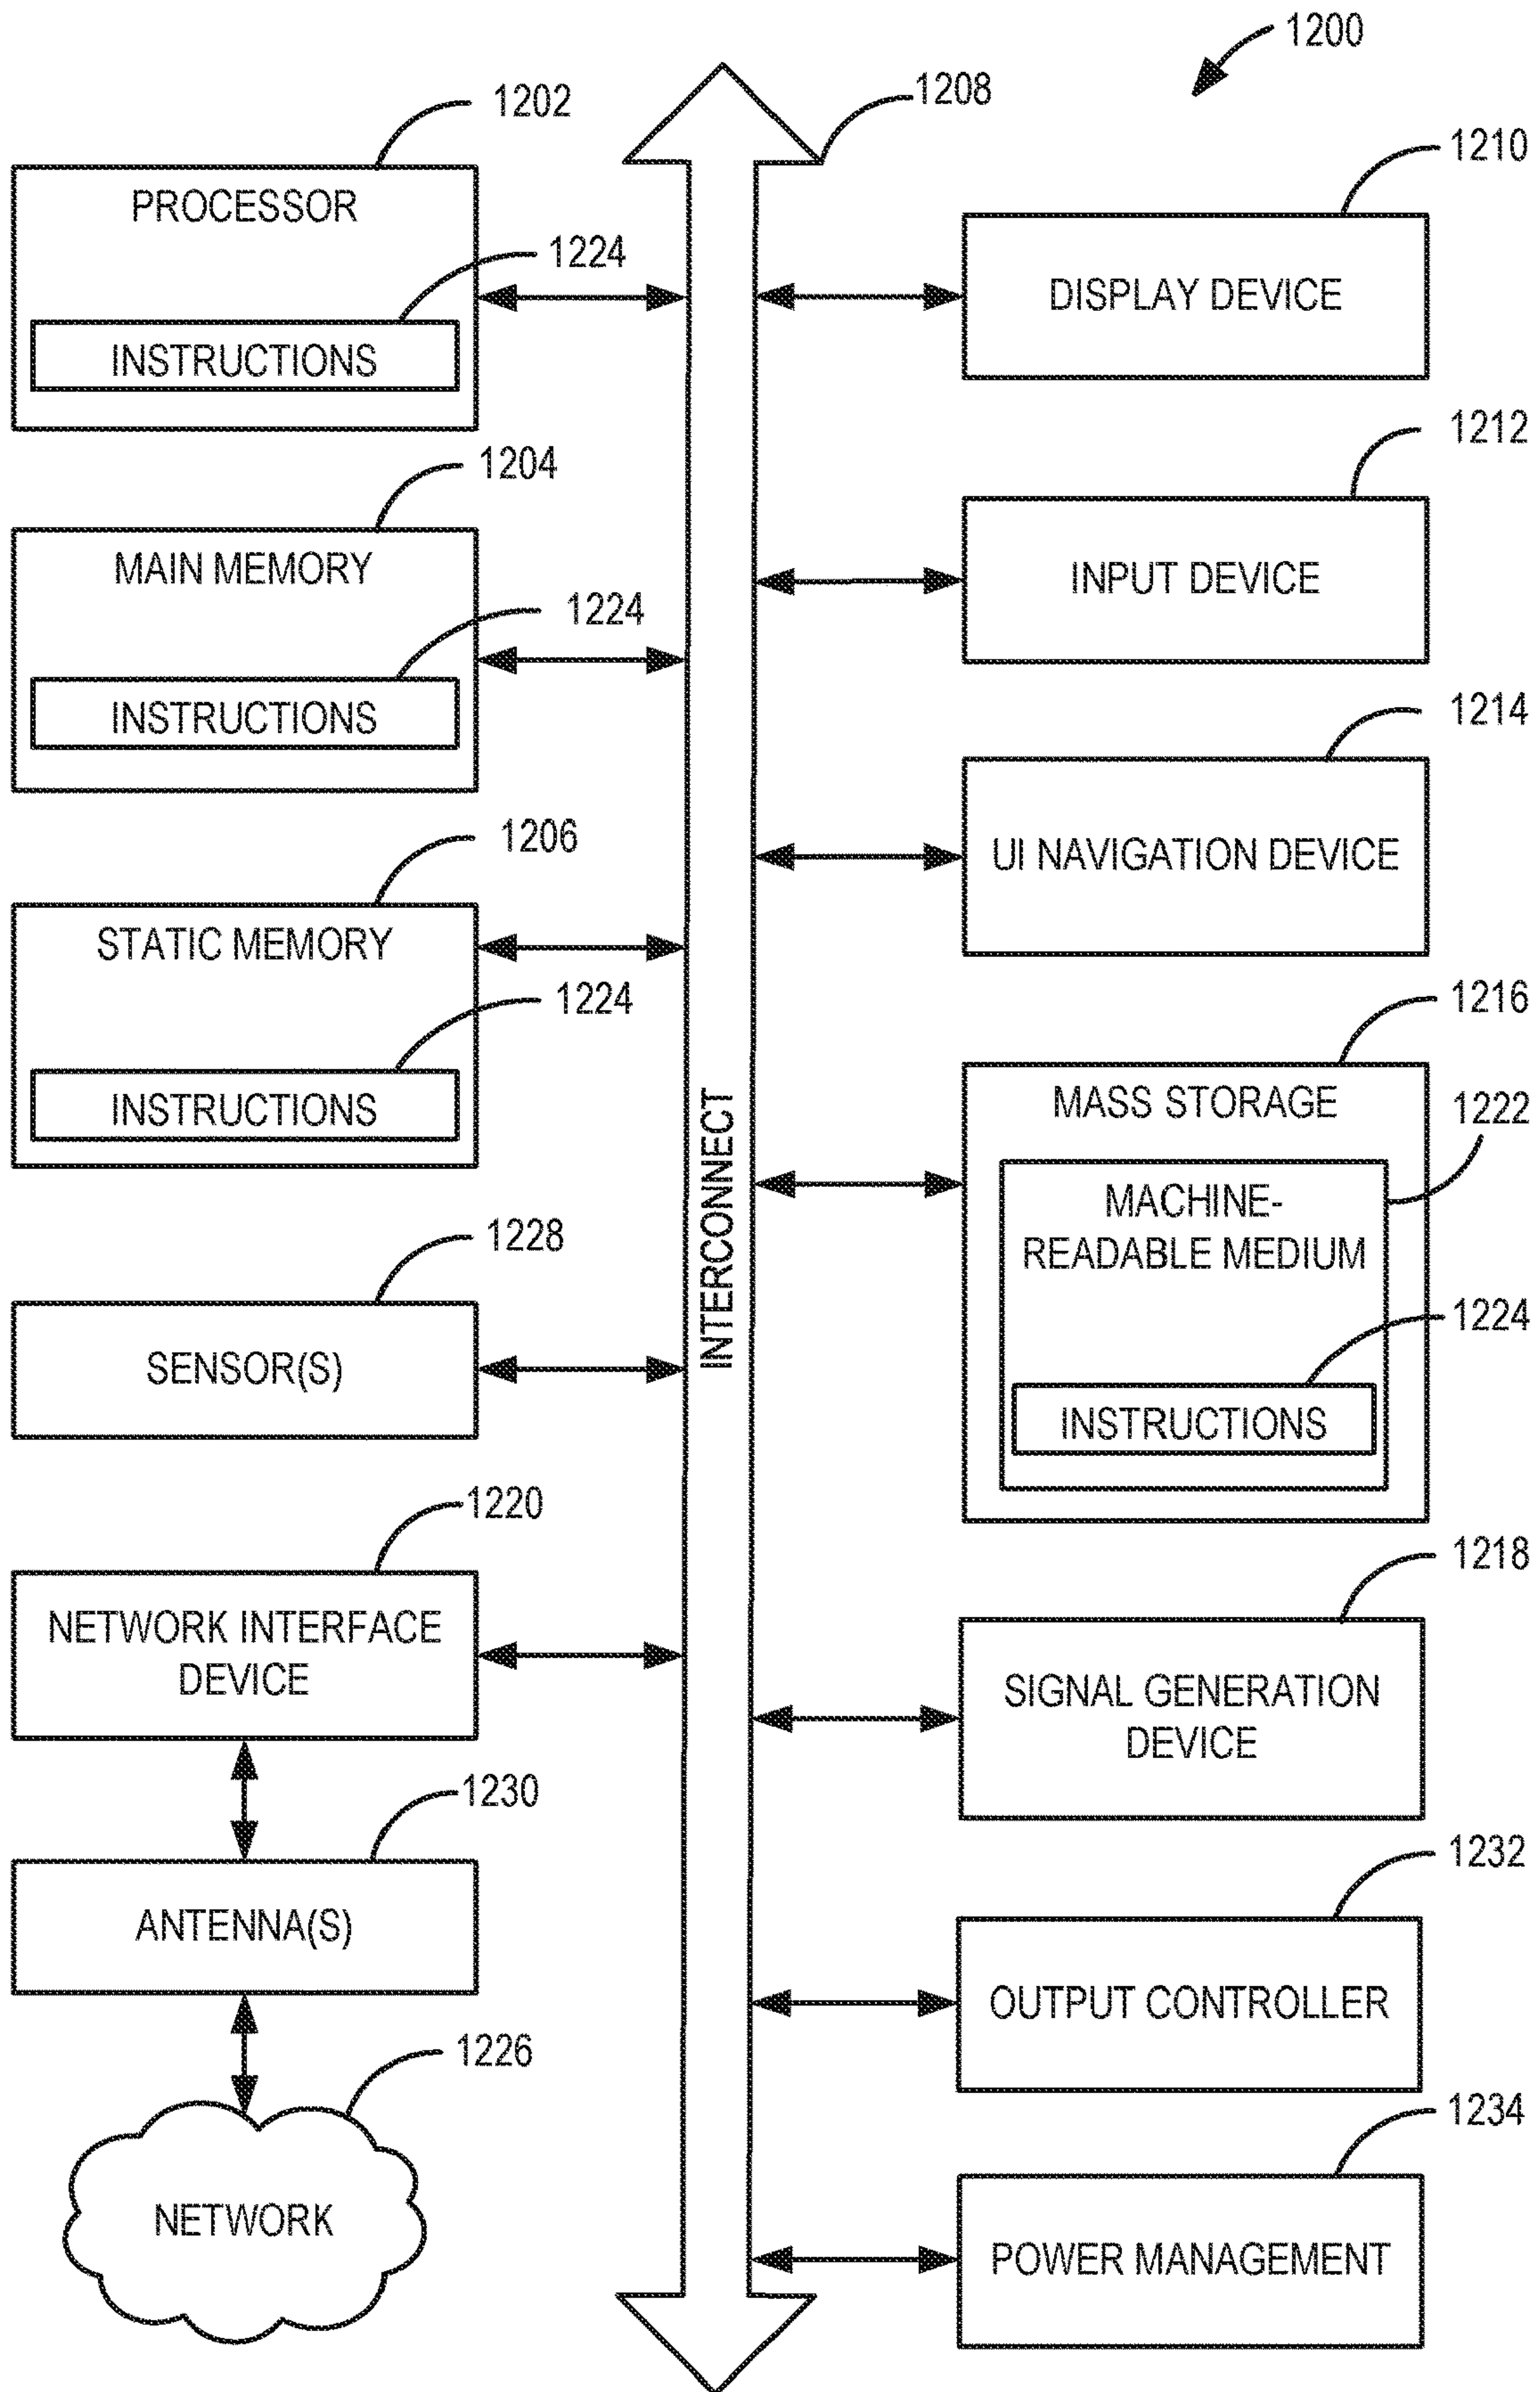 1200
1202
1208
PROCESSOR
1224
INSTRUCTIONS
1204
MAIN MEMORY
1224
INSTRUCTIONS
1206
STATIC MEMORY
1224
INSTRUCTIONS
1228
SENSOR(S)
1220
NETWORK INTERFACE
DEVICE
1230
ANTENNA(S)
1226
NETWORK
INTERCONNECT
1210
DISPLAY DEVICE
1212
INPUT DEVICE
1214
UI NAVIGATION DEVICE
1216
MASS STORAGE
1222
MACHINE-
READABLE MEDIUM
1224
INSTRUCTIONS
1218
SIGNAL GENERATION
DEVICE
1232
OUTPUT CONTROLLER
1234
POWER MANAGEMENT